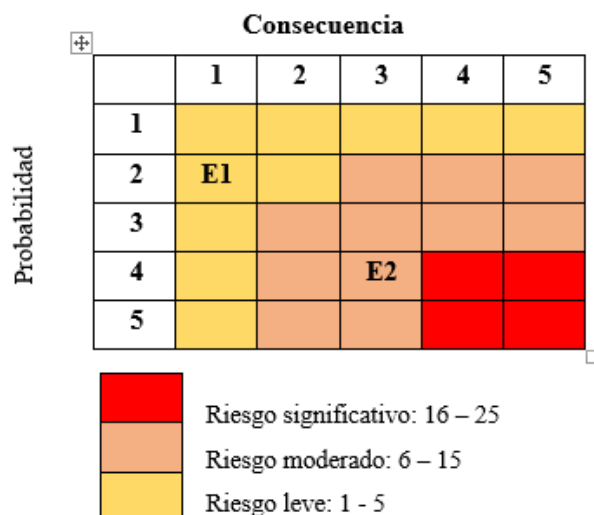 Consecuencia
1 2 3 4 5
Probabilidad
1
2 E1
3
4 E2
5
Riesgo significativo: 16 – 25
Riesgo moderado: 6 – 15
Riesgo leve: 1 - 5